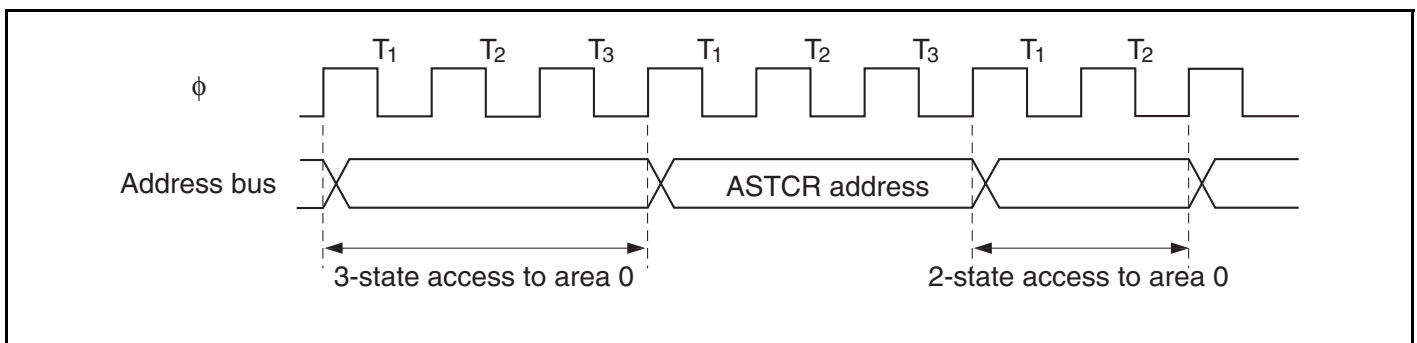 T1 T2 T3 T1 T2 T3 T1 T2
ϕ
Address bus
ASTCR address
3-state access to area 0
2-state access to area 0